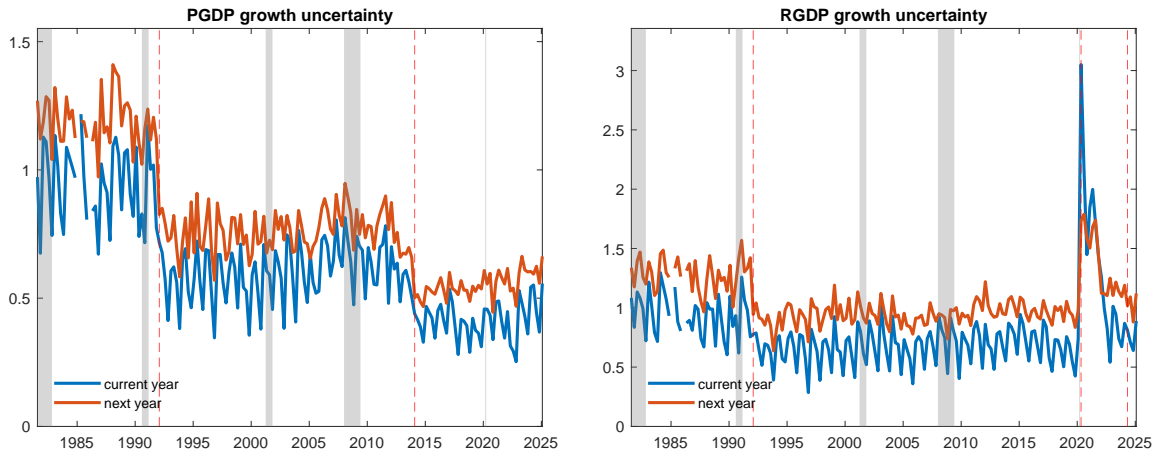 PGDP growth uncertainty
1.5
1
0.5
0
current year
next year
1985 1990 1995 2000 2005 2010 2015 2020 2025
RGDP growth uncertainty
3
2.5
2
1.5
1
0.5
0
current year
next year
1985 1990 1995 2000 2005 2010 2015 2020 2025